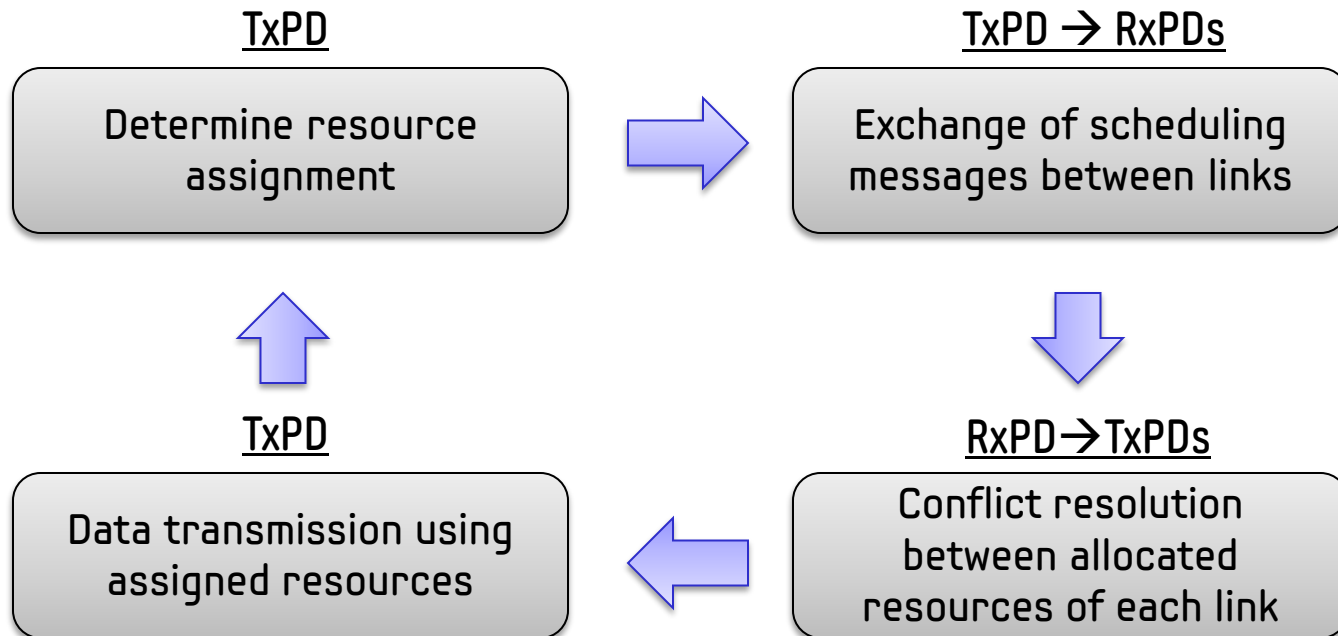 TxPD
Determine resource
assignment
TxPD → RxPDs
Exchange of scheduling
messages between links
RxPD→TxPDs
Conflict resolution
between allocated
resources of each link
TxPD
Data transmission using
assigned resources